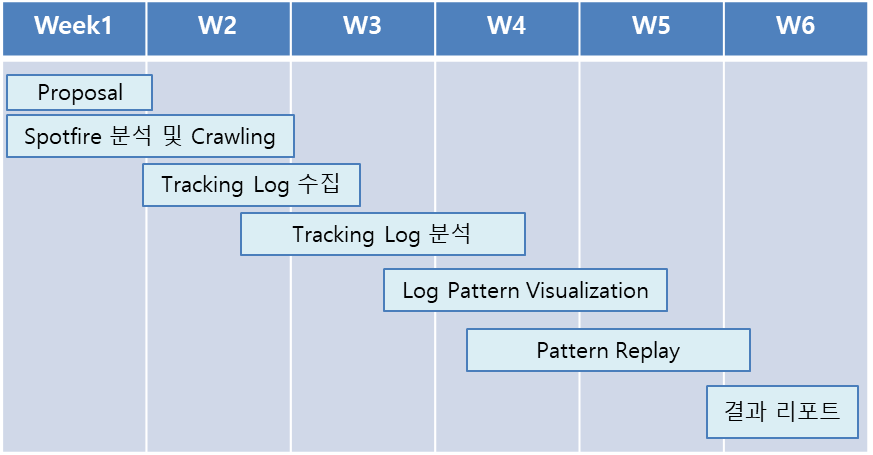 Week1 W2 W3 W4 W5 W6
Proposal
Spotfire 분석 및 Crawling
Tracking Log 수집
Tracking Log 분석
Log Pattern Visualization
Pattern Replay
결과 리포트